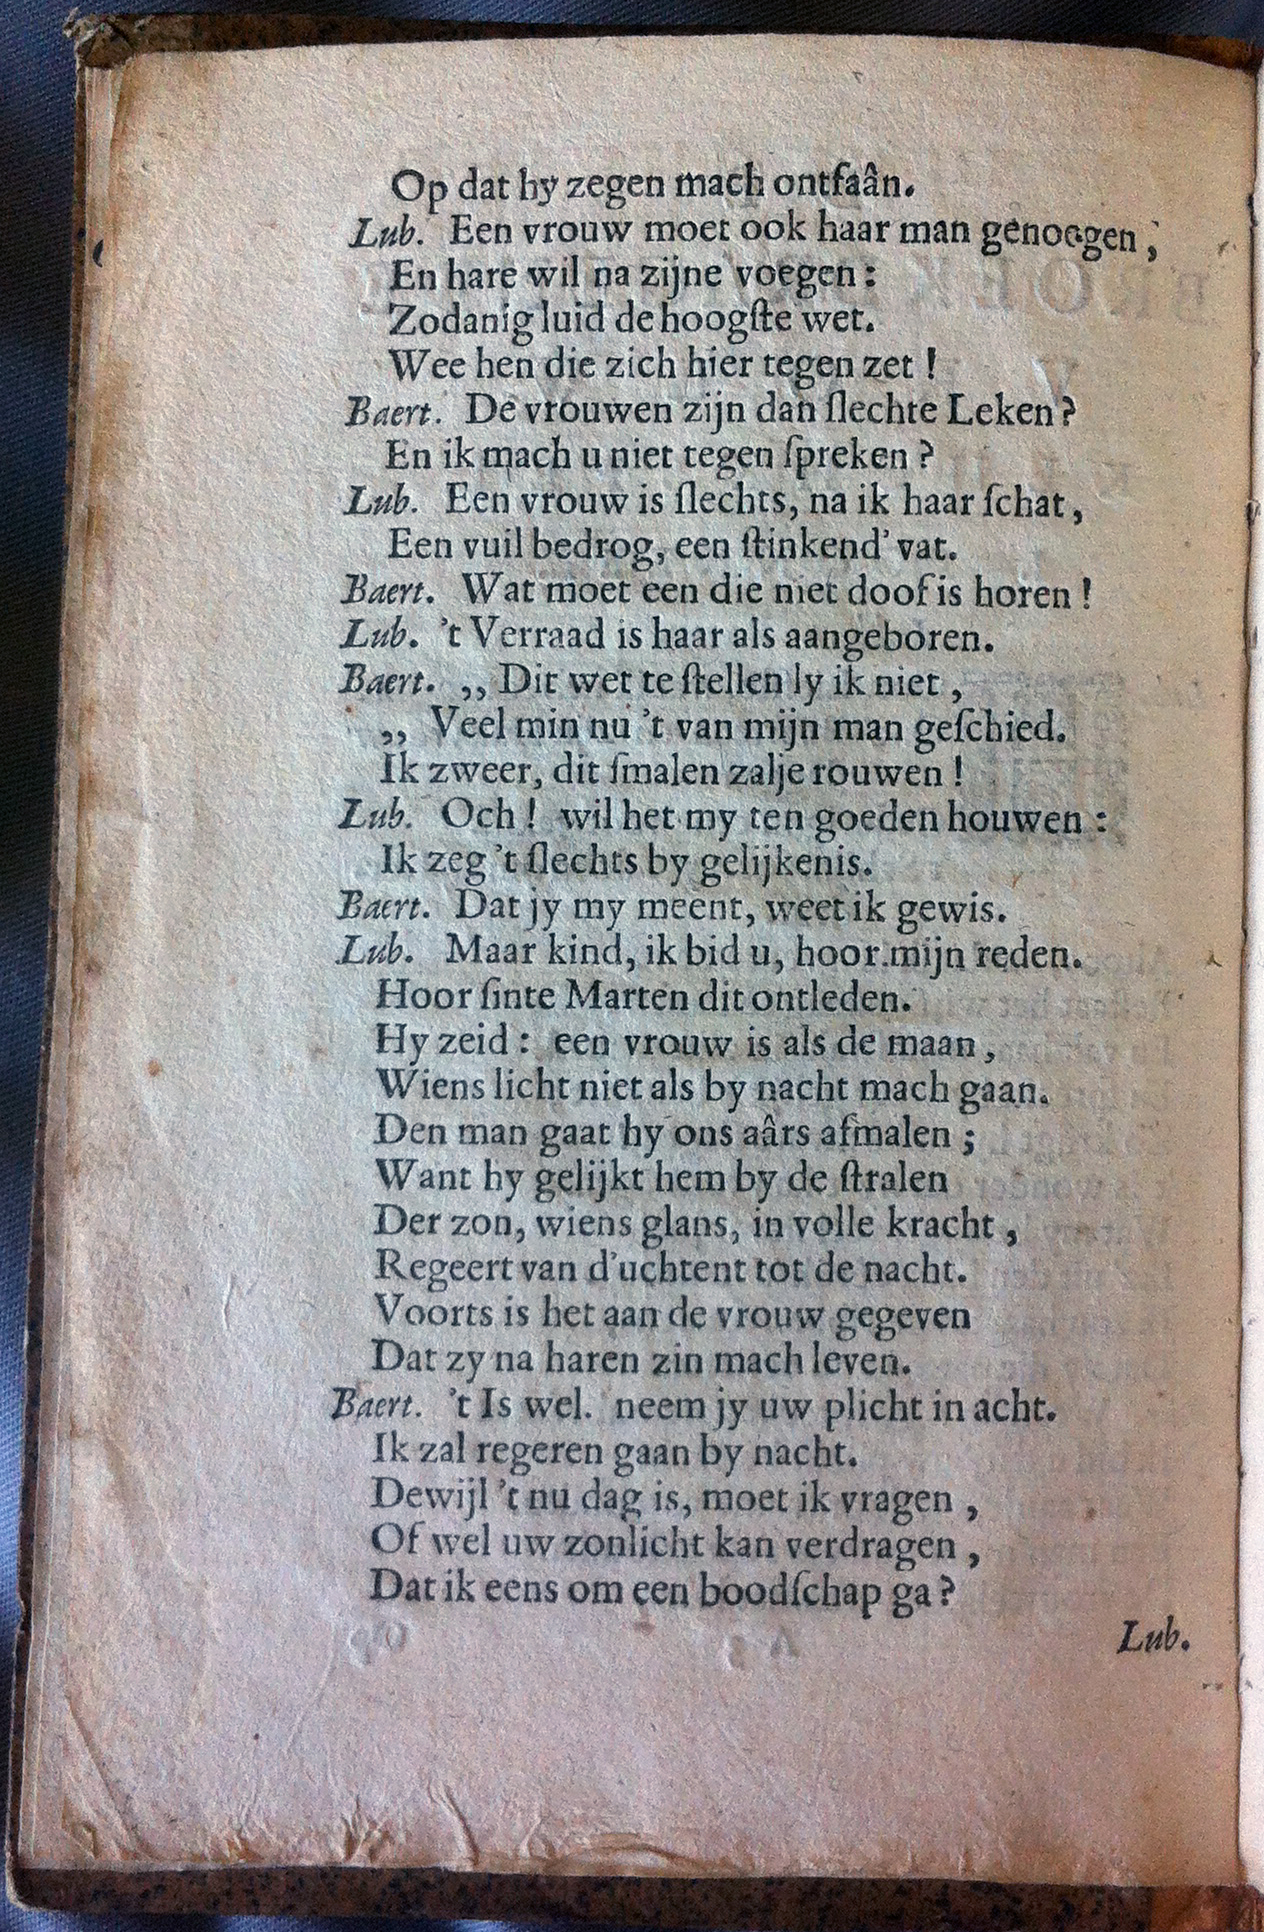 Op dat hy zegen mach ontfaân.
Lub. Een vrouw moet ook haar man genoegen,
En hare wil na zijne voegen:
Zodanig luid de hoogſte wet.
Wee hen die zich hier tegen zet!
Baert. De vrouwen zijn dan ſlechte Leken?
En ik mach u niet tegen ſpreken?
Lub. Een vrouw is ſlechts, na ik haar ſchat,
Een vuil bedrog, een ſtinkend' vat.
Baert. Wat moet een die niet doof is horen!
Lub. 't Verraad is haar als aangeboren.
Baert. ,, Dit wet te ſtellen ly ik niet,
,, Veel min nu 't van mijn man geſchied.
Ik zweer, dit ſmalen zalje rouwen!
Lub. Och! wil het my ten goeden houwen:
Ik zeg 't ſlechts by gelijkenis.
Baert. Dat jy my meent, weet ik gewis.
Lub. Maar kind, ik bid u, hoor mijn reden.
Hoor ſinte Marten dit ontleden.
Hy zeid: een vrouw is als de maan,
Wiens licht niet als by nacht mach gaan.
Den man gaat hy ons aârs afmalen;
Want hy gelijkt hem by de ſtralen
Der zon, wiens glans, in volle kracht,
Regeert van d'uchtent tot de nacht.
Voorts is het aan de vrouw gegeven
Dat zy na haren zin mach leven.
Baert. 't Is wel. neem jy uw plicht in acht.
Ik zal regeren gaan by nacht.
Dewijl 't nu dag is, moet ik vragen,
Of wel uw zonlicht kan verdragen,
Dat ik eens om een boodſchap ga?
Lub.